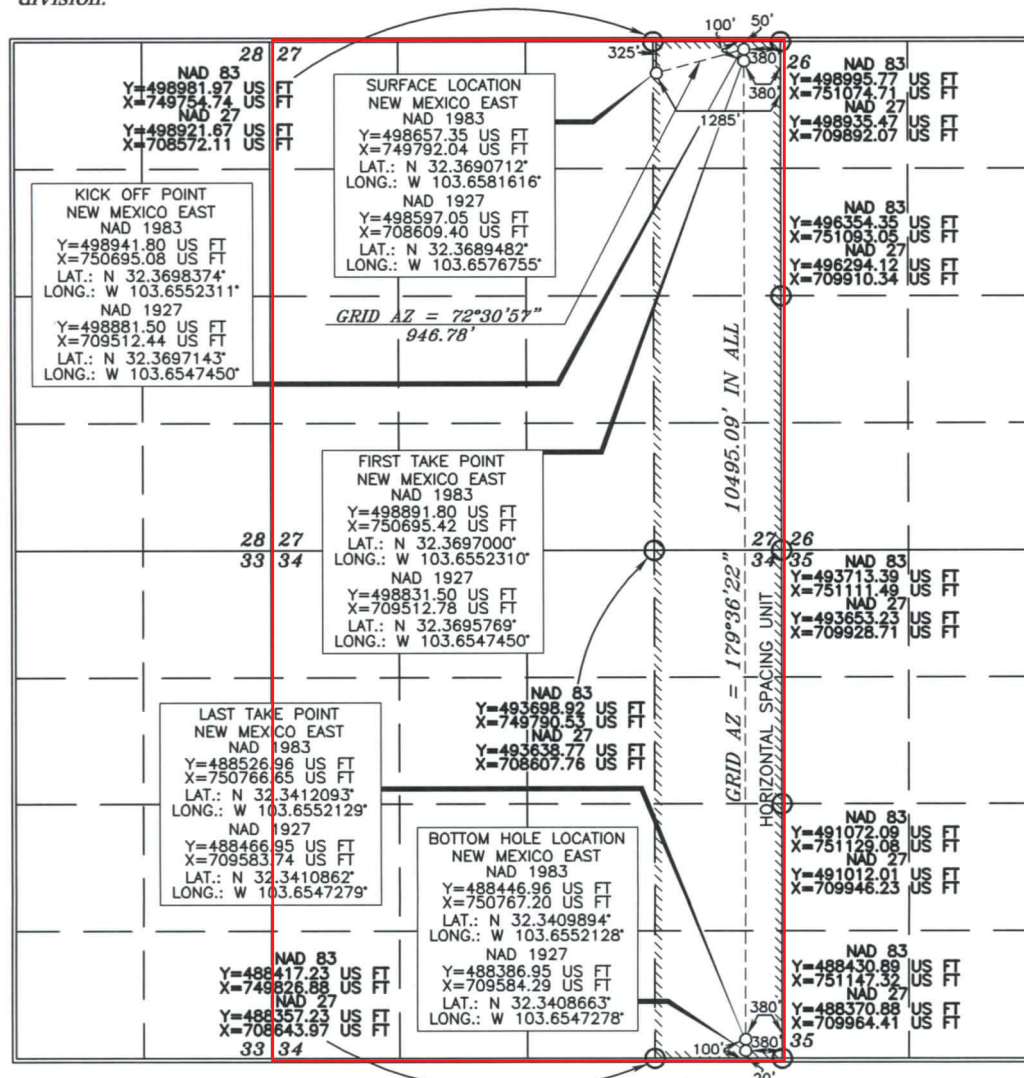 division.
100'
50'
28 27
325'
380'
26
NAD 83
Y=498981.97 US FT
X=749754.74 US FT
NAD 27
Y=498921.67 US FT
X=708572.11 US FT
SURFACE LOCATION
NEW MEXICO EAST
NAD 1983
Y=498657.35 US FT
X=749792.04 US FT
LAT.: N 32.3690712°
LONG.: W 103.6581616°
NAD 1927
Y=498597.05 US FT
X=708609.40 US FT
LAT.: N 32.3689482°
LONG.: W 103.6576755°
380'
1285'
NAD 83
Y=498995.77 US FT
X=751074.71 US FT
NAD 27
Y=498935.47 US FT
X=709892.07 US FT
KICK OFF POINT
NEW MEXICO EAST
NAD 1983
Y=498941.80 US FT
X=750695.08 US FT
LAT.: N 32.3698374°
LONG.: W 103.6552311°
NAD 1927
Y=498881.50 US FT
X=709512.44 US FT
LAT.: N 32.3697143°
LONG.: W 103.6547450°
NAD 83
Y=496354.35 US FT
X=751093.05 US FT
NAD 27
Y=496294.12 US FT
X=709910.34 US FT
GRID AZ = 72°30'57"
946.78'
GRID AZ = 179°36'22" 10495.09' IN ALL
FIRST TAKE POINT
NEW MEXICO EAST
NAD 1983
Y=498891.80 US FT
X=750695.42 US FT
LAT.: N 32.3697000°
LONG.: W 103.6552310°
NAD 1927
Y=498831.50 US FT
X=709512.78 US FT
LAT.: N 32.3695769°
LONG.: W 103.6547450°
28 27
33 34
27 26
34 35
NAD 83
Y=493713.39 US FT
X=751111.49 US FT
NAD 27
Y=493653.23 US FT
X=709928.71 US FT
HORIZONTAL SPACING UNIT
NAD 83
Y=493698.92 US FT
X=749790.53 US FT
NAD 27
Y=493638.77 US FT
X=708607.76 US FT
LAST TAKE POINT
NEW MEXICO EAST
NAD 1983
Y=488526.96 US FT
X=750766.65 US FT
LAT.: N 32.3412093°
LONG.: W 103.6552129°
NAD 1927
Y=488466.95 US FT
X=709583.74 US FT
LAT.: N 32.3410862°
LONG.: W 103.6547279°
BOTTOM HOLE LOCATION
NEW MEXICO EAST
NAD 1983
Y=488446.96 US FT
X=750767.20 US FT
LAT.: N 32.3409894°
LONG.: W 103.6552128°
NAD 1927
Y=488386.95 US FT
X=709584.29 US FT
LAT.: N 32.3408663°
LONG.: W 103.6547278°
NAD 83
Y=491072.09 US FT
X=751129.08 US FT
NAD 27
Y=491012.01 US FT
X=709946.23 US FT
NAD 83
Y=488417.23 US FT
X=749826.88 US FT
NAD 27
Y=488357.23 US FT
X=708643.97 US FT
NAD 83
Y=488430.89 US FT
X=751147.32 US FT
NAD 27
Y=488370.88 US FT
X=709964.41 US FT
380'
33 34
100'
380'
35